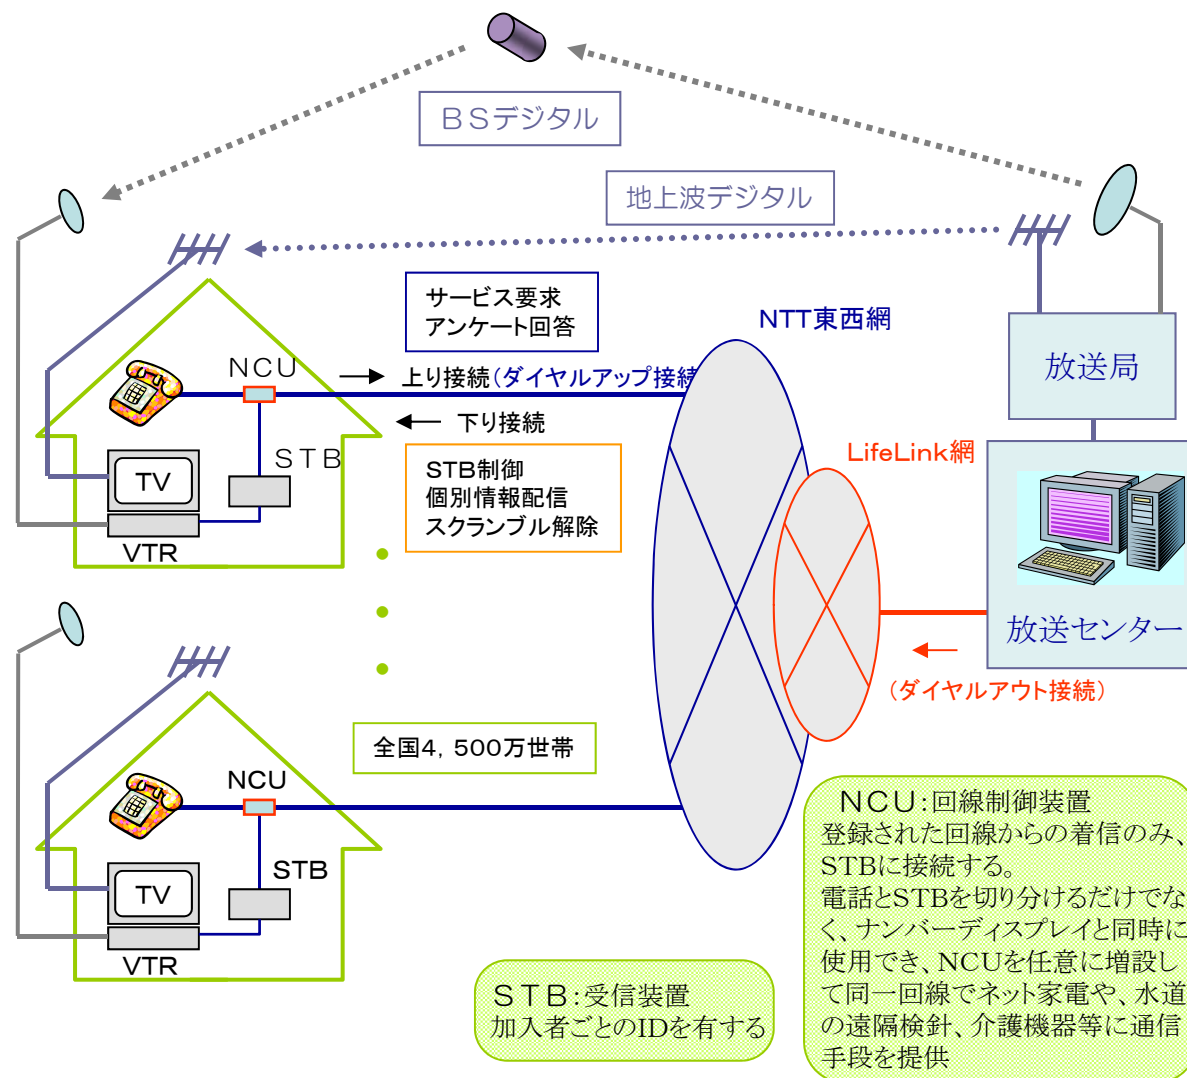 ＢＳデジタル
地上波デジタル
サービス要求
アンケート回答
NTT東西網
放送局
ＮＣＵ
上り接続(ダイヤルアップ接続
下り接続
LifeLink網
ＳＴＢ
TV
VTR
STB制御
個別情報配信
スクランブル解除
放送センター
(ダイヤルアウト接続)
全国4，500万世帯
NCU
STB
TV
VTR
ＮＣＵ：回線制御装置
登録された回線からの着信のみ、
STBに接続する。
電話とSTBを切り分けるだけでな
く、ナンバーディスプレイと同時に
使用でき、NCUを任意に増設し
て同一回線でネット家電や、水道
の遠隔検針、介護機器等に通信
手段を提供
ＳＴＢ：受信装置
加入者ごとのIDを有する